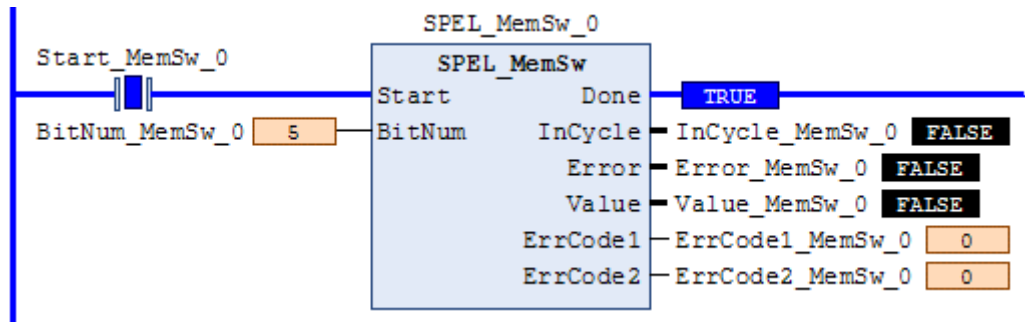 SPEL_MemSw_0
Start_MemSw_0
SPEL_MemSw
Start Done TRUE
BitNum_MemSw_0 5 BitNum InCycle InCycle_MemSw_0 FALSE
Error Error_MemSw_0 FALSE
Value Value_MemSw_0 FALSE
ErrCode1 ErrCode1_MemSw_0 0
ErrCode2 ErrCode2_MemSw_0 0